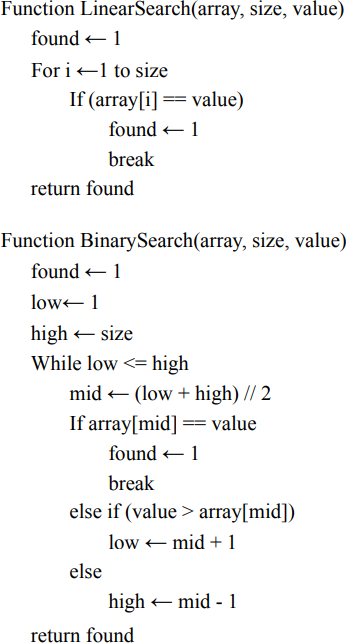 Function LinearSearch(array, size, value)
found ← 1
For i ←1 to size
If (array[i] == value)
found ← 1
break
return found
Function BinarySearch(array, size, value)
found ← 1
low← 1
high ← size
While low <= high
mid ← (low + high) // 2
If array[mid] == value
found ← 1
break
else if (value > array[mid])
low ← mid + 1
else
high ← mid - 1
return found